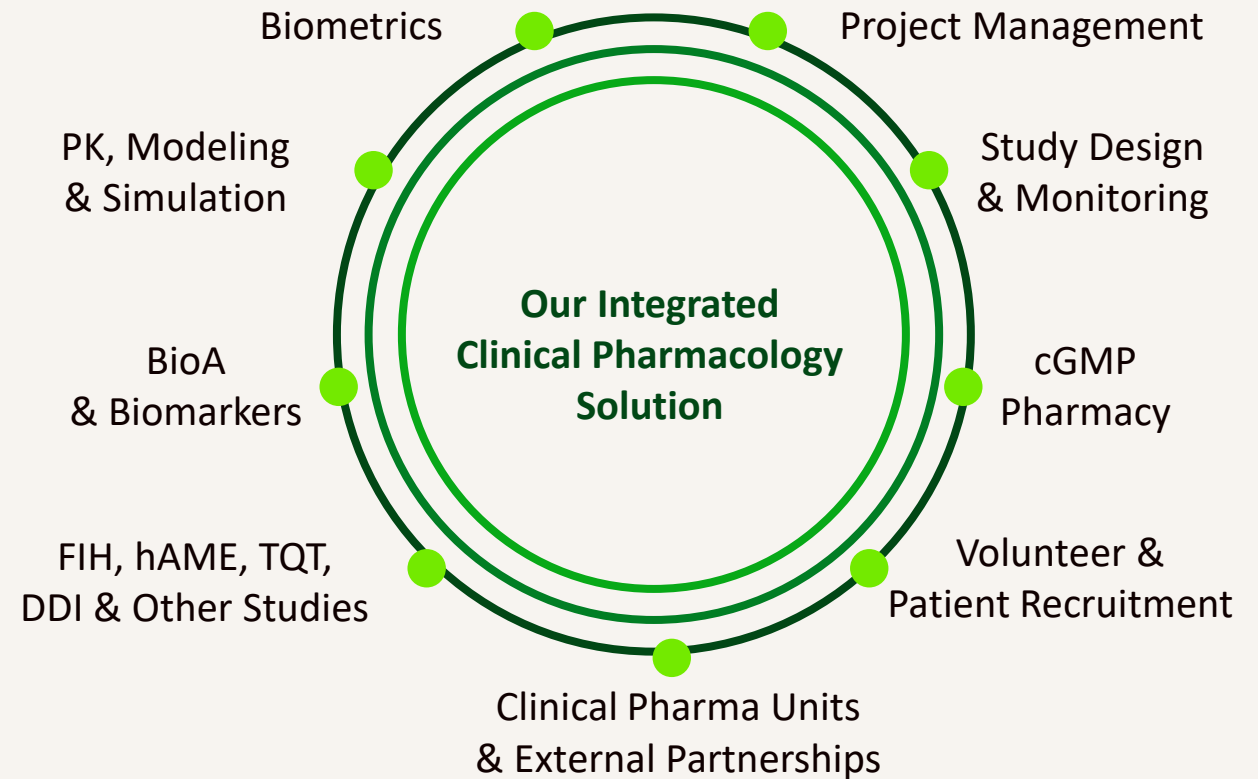 Biometrics
Project Management
PK, Modeling
& Simulation
Study Design
& Monitoring
Our Integrated
Clinical Pharmacology
Solution
BioA
& Biomarkers
cGMP
Pharmacy
FIH, hAME, TQT,
DDI & Other Studies
Volunteer &
Patient Recruitment
Clinical Pharma Units
& External Partnerships